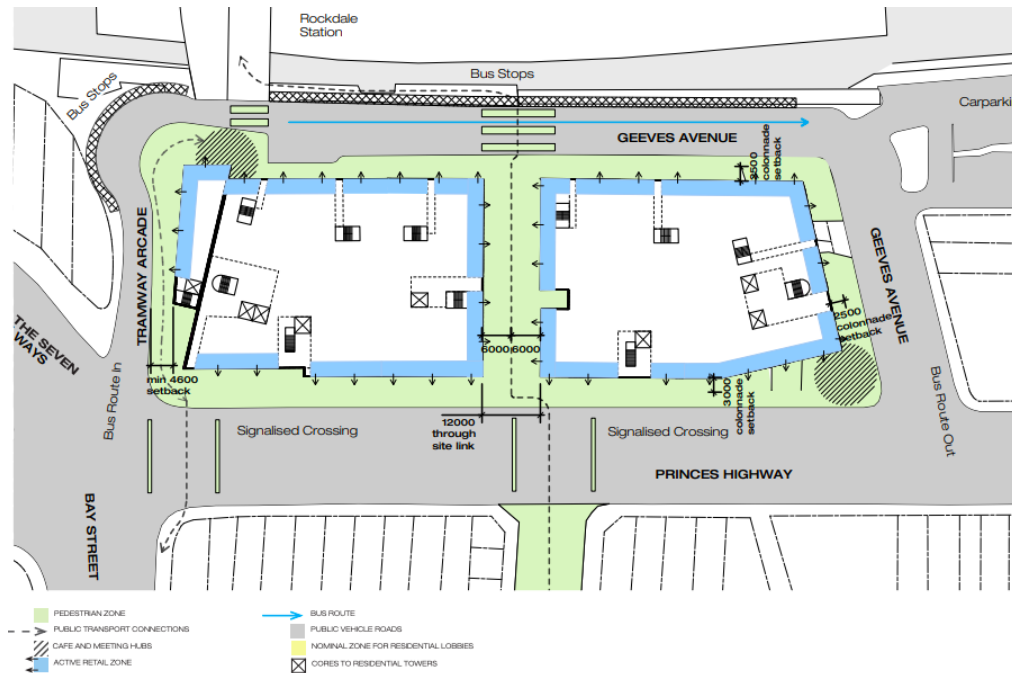 Rockdale
Station
Bus Stops
Bus Stops
Carparki
GEEVES AVENUE
3500
colonnade
setback
TRAMWAY ARCADE
GEEVES
AVENUE
THE SEVEN
WAYS
2500
colonnade
setback
6000
6000
min 4600
setback
3000
colonnade
setback
Bus Route In
Bus Route Out
12000
through
site link
Signalised Crossing
Signalised Crossing
PRINCES HIGHWAY
BAY STREET
PEDESTRIAN ZONE
PUBLIC TRANSPORT CONNECTIONS
CAFE AND MEETING HUBS
ACTIVE RETAIL ZONE
BUS ROUTE
PUBLIC VEHICLE ROADS
NOMINAL ZONE FOR RESIDENTIAL LOBBIES
CORES TO RESIDENTIAL TOWERS